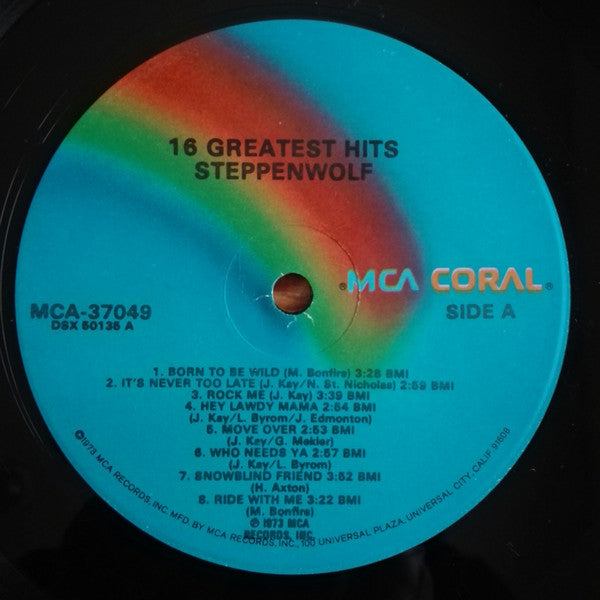 16 GREATEST HITS
STEPPENWOLF
MCA CORAL®
MCA-37049
DSX 50135 A
SIDE A
1. BORN TO BE WILD (M. Bonfire) 3:28 BMI
2. IT'S NEVER TOO LATE (J. Kay/N. St. Nicholas) 2:59 BMI
3. ROCK ME (J. Kay) 3:39 BMI
4. HEY LAWDY MAMA 2:54 BMI
(J. Kay/L. Byrom/J. Edmonton)
5. MOVE OVER 2:53 BMI
(J. Kay/G. Mekler)
6. WHO NEEDS YA 2:57 BMI
(J. Kay/L. Byrom)
7. SNOWBLIND FRIEND 3:52 BMI
(H. Axton)
8. RIDE WITH ME 3:22 BMI
(M. Bonfire)
℗ 1973 MCA
RECORDS, INC.
©1973 MCA RECORDS, INC. MFD. BY MCA RECORDS, INC., 100 UNIVERSAL PLAZA, UNIVERSAL CITY, CALIF. 91608